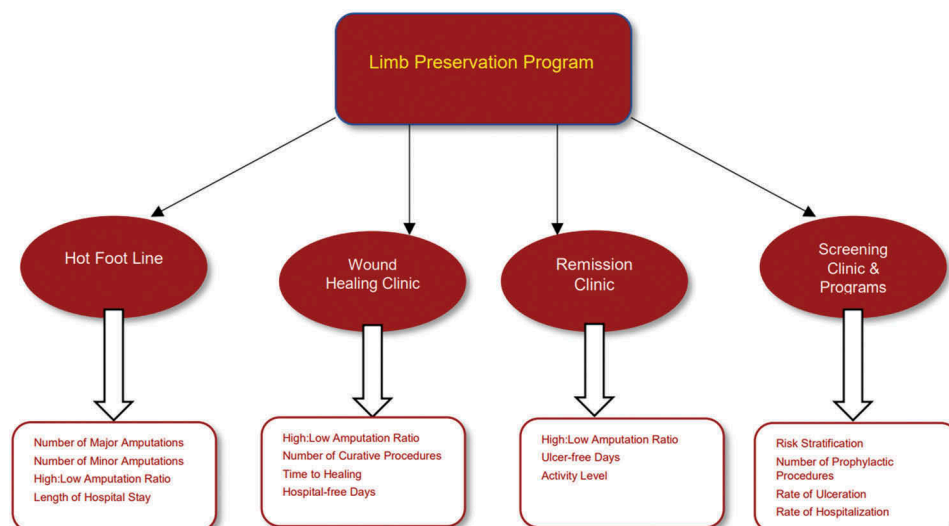 Limb Preservation Program
Hot Foot Line
Wound
Healing Clinic
Remission
Clinic
Screening
Clinic &
Programs
Number of Major Amputations
Number of Minor Amputations
High:Low Amputation Ratio
Length of Hospital Stay
High:Low Amputation Ratio
Number of Curative Procedures
Time to Healing
Hospital-free Days
High:Low Amputation Ratio
Ulcer-free Days
Activity Level
Risk Stratification
Number of Prophylactic
Procedures
Rate of Ulceration
Rate of Hospitalization